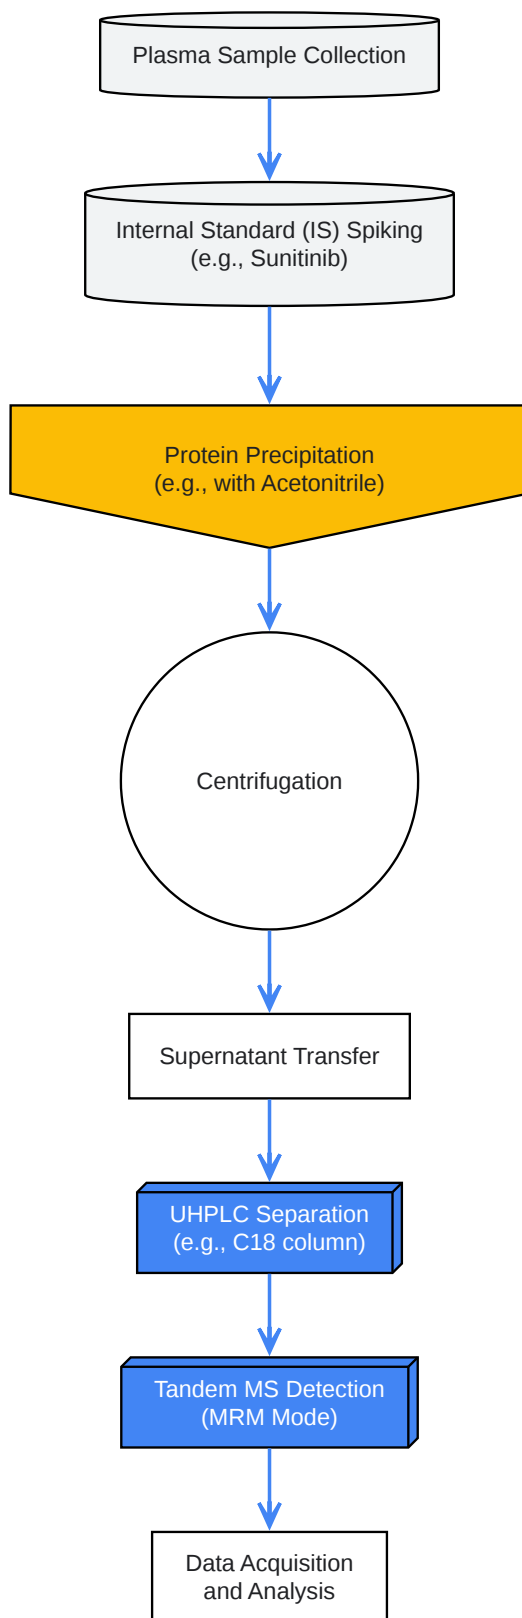 Plasma Sample Collection
Internal Standard (IS) Spiking
(e.g., Sunitinib)
Protein Precipitation
(e.g., with Acetonitrile)
Centrifugation
Supernatant Transfer
UHPLC Separation
(e.g., C18 column)
Tandem MS Detection
(MRM Mode)
Data Acquisition
and Analysis